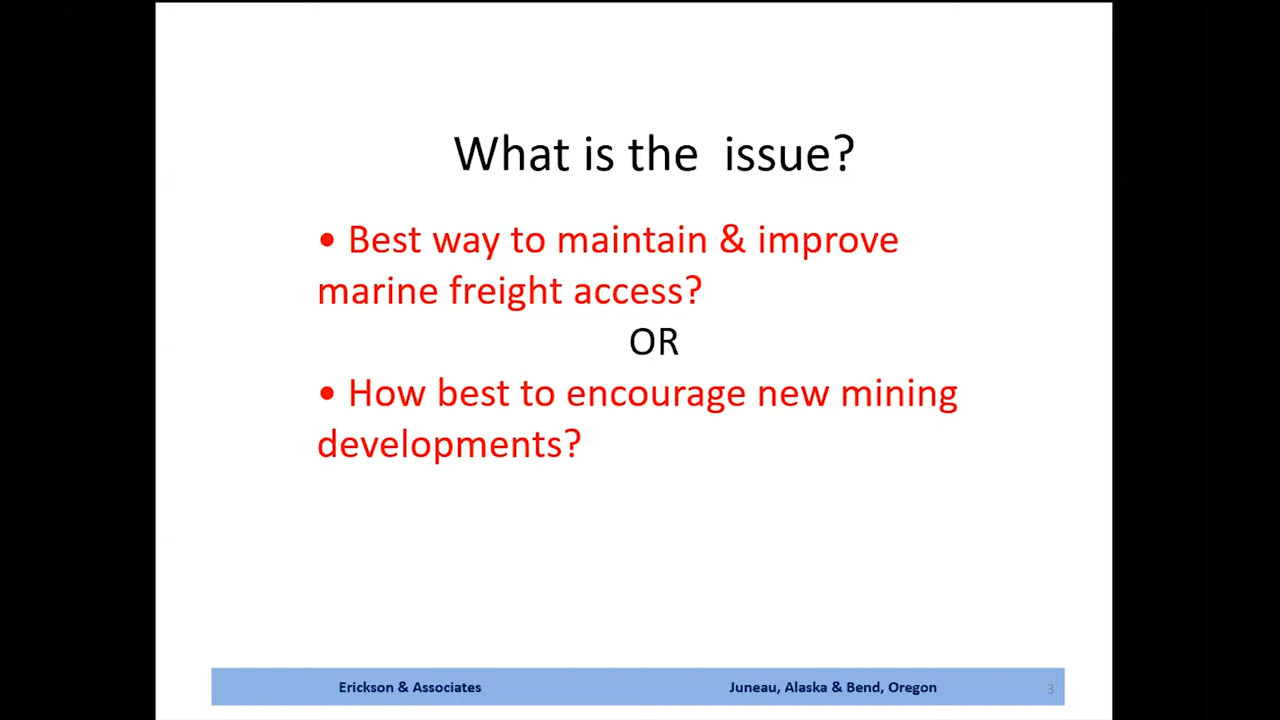 What is the  issue?
• Best way to maintain & improve
marine freight access?
OR
• How best to encourage new mining
developments?
Erickson & Associates
Juneau, Alaska & Bend, Oregon
3